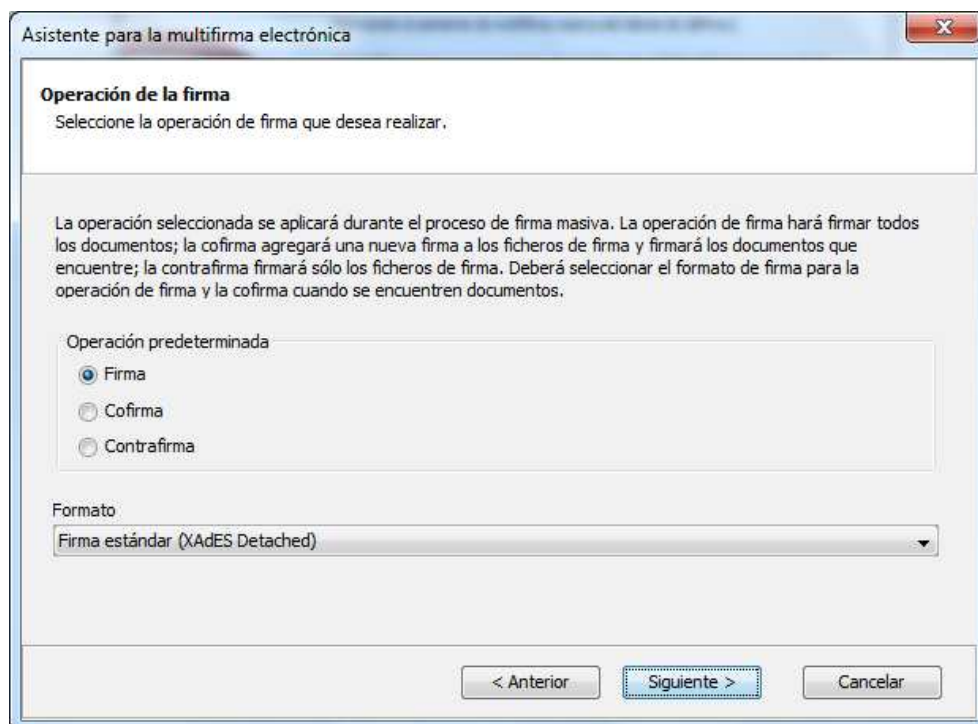 Asistente para la multifirma electrónica
Operación de la firma
Seleccione la operación de firma que desea realizar.
La operación seleccionada se aplicará durante el proceso de firma masiva. La operación de firma hará firmar todos
los documentos; la cofirma agregará una nueva firma a los ficheros de firma y firmará los documentos que
encuentre; la contrafirma firmará sólo los ficheros de firma. Deberá seleccionar el formato de firma para la
operación de firma y la cofirma cuando se encuentren documentos.
Operación predeterminada
Firma
Cofirma
Contrafirma
Formato
Firma estándar (XAdES Detached)
< Anterior
Siguiente >
Cancelar